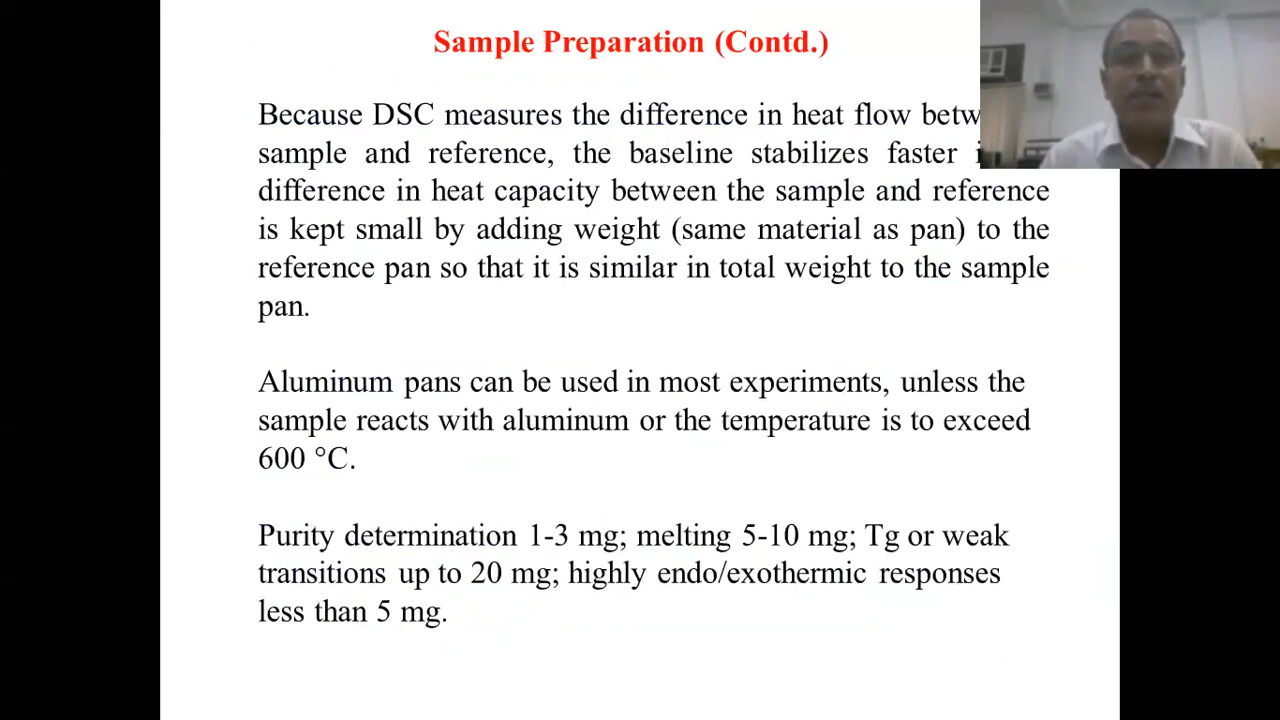 Sample Preparation (Contd.)
Because DSC measures the difference in heat flow
sample and reference, the baseline stabilizes faster
difference in heat capacity between the sample and reference
is kept small by adding weight (same material as pan) to the
reference pan so that it is similar in total weight to the sample
pan.
Aluminum pans can be used in most experiments, unless the
sample reacts with aluminum or the temperature is to exceed
600 °C.
Purity determination 1-3 mg; melting 5-10 mg; Tg or weak
transitions up to 20 mg; highly endo/exothermic responses
less than 5 mg.